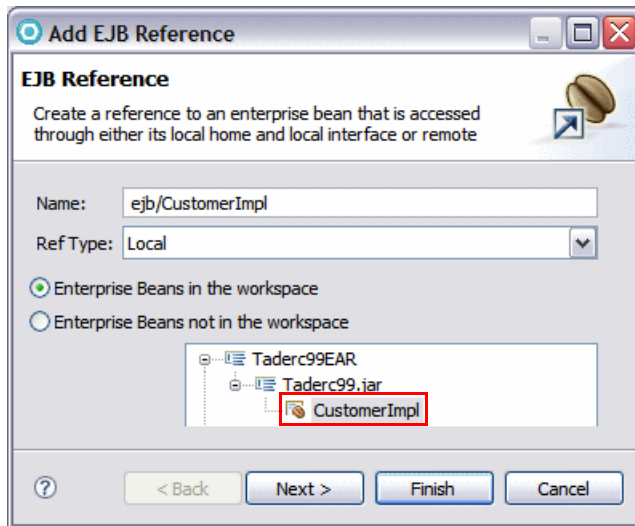 Add EJB Reference
EJB Reference
Create a reference to an enterprise bean that is accessed
through either its local home and local interface or remote
Name: ejb/CustomerImpl
Ref Type: Local
Enterprise Beans in the workspace
Enterprise Beans not in the workspace
Taderc99EAR
Taderc99.jar
CustomerImpl
? < Back Next > Finish Cancel